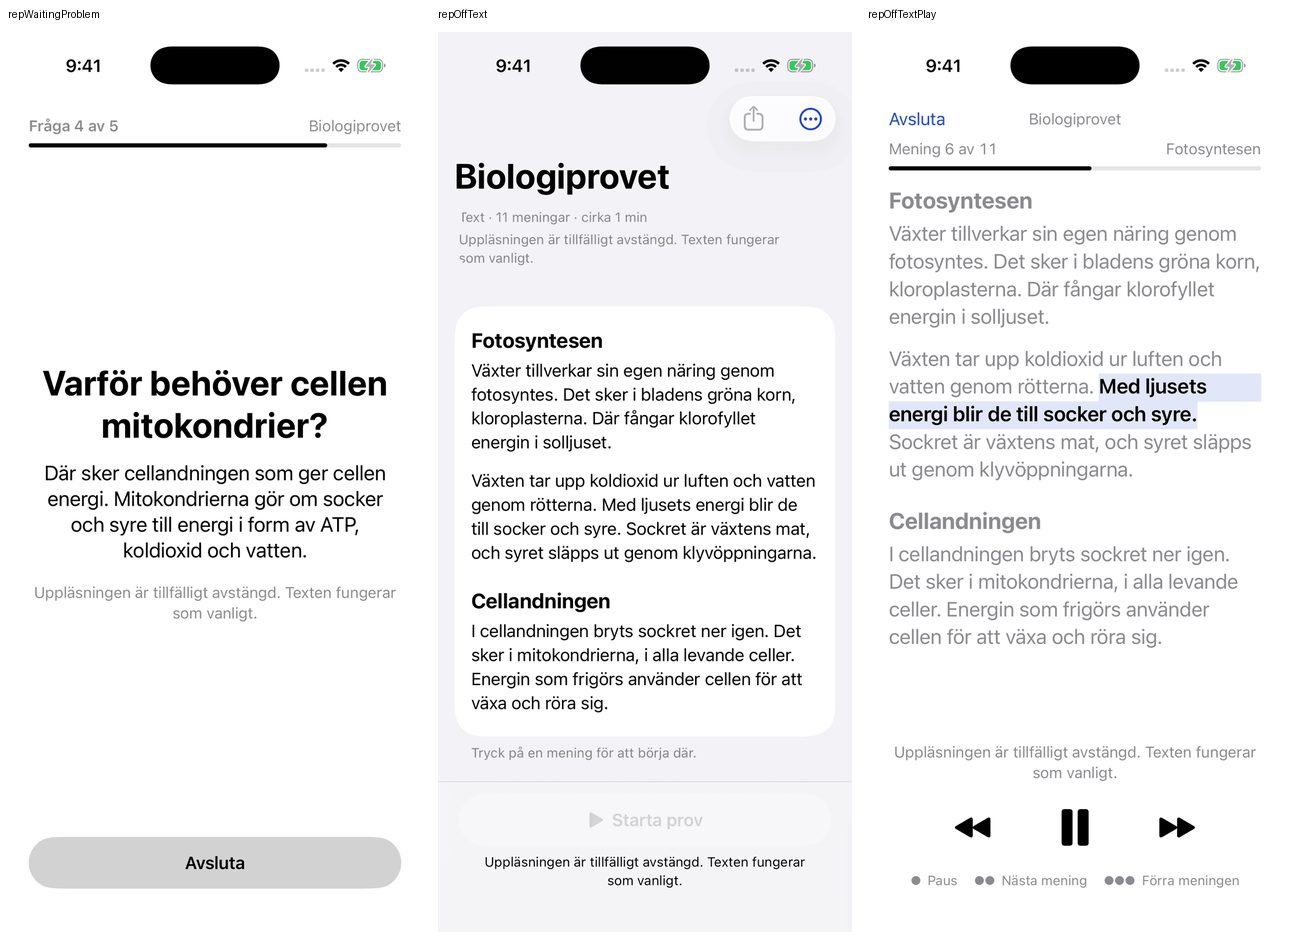 repWaitingProblem
9:41
Fråga 4 av 5
Biologiprovet
Varför behöver cellen
mitokondrier?
Där sker cellandningen som ger cellen
energi. Mitokondrierna gör om socker
och syre till energi i form av ATP,
koldioxid och vatten.
Uppläsningen är tillfälligt avstängd. Texten fungerar
som vanligt.
Avsluta
repOffText
9:41
Biologiprovet
Text · 11 meningar · cirka 1 min
Uppläsningen är tillfälligt avstängd. Texten fungerar
som vanligt.
Fotosyntesen
Växter tillverkar sin egen näring genom
fotosyntes. Det sker i bladens gröna korn,
kloroplasterna. Där fångar klorofyllet
energin i solljuset.
Växten tar upp koldioxid ur luften och vatten
genom rötterna. Med ljusets energi blir de
till socker och syre. Sockret är växtens mat,
och syret släpps ut genom klyvöppningarna.
Cellandningen
I cellandningen bryts sockret ner igen. Det
sker i mitokondrierna, i alla levande celler.
Energin som frigörs använder cellen för att
växa och röra sig.
Tryck på en mening för att börja där.
Starta prov
Uppläsningen är tillfälligt avstängd. Texten fungerar
som vanligt.
repOffTextPlay
9:41
Avsluta
Biologiprovet
Mening 6 av 11
Fotosyntesen
Fotosyntesen
Växter tillverkar sin egen näring genom
fotosyntes. Det sker i bladens gröna korn,
kloroplasterna. Där fångar klorofyllet
energin i solljuset.
Växten tar upp koldioxid ur luften och
vatten genom rötterna. Med ljusets
energi blir de till socker och syre.
Sockret är växtens mat, och syret släpps
ut genom klyvöppningarna.
Cellandningen
I cellandningen bryts sockret ner igen.
Det sker i mitokondrierna, i alla levande
celler. Energin som frigörs använder
cellen för att växa och röra sig.
Uppläsningen är tillfälligt avstängd. Texten fungerar
som vanligt.
Paus
Nästa mening
Förra meningen